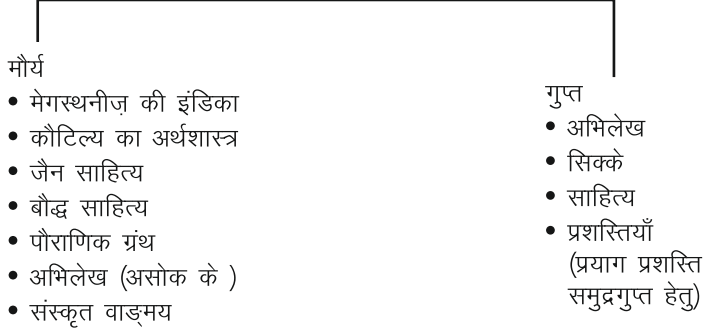 मौर्य
• मेगस्थनीज़ की इंडिका
• कौटिल्य का अर्थशास्त्र
• जैन साहित्य
• बौद्ध साहित्य
• पौराणिक ग्रंथ
• अभिलेख (असोक के )
• संस्कृत वाङ्मय
गुप्त
• अभिलेख
• सिक्के
• साहित्य
• प्रशस्तियाँ
(प्रयाग प्रशस्ति
समुद्रगुप्त हेतु)